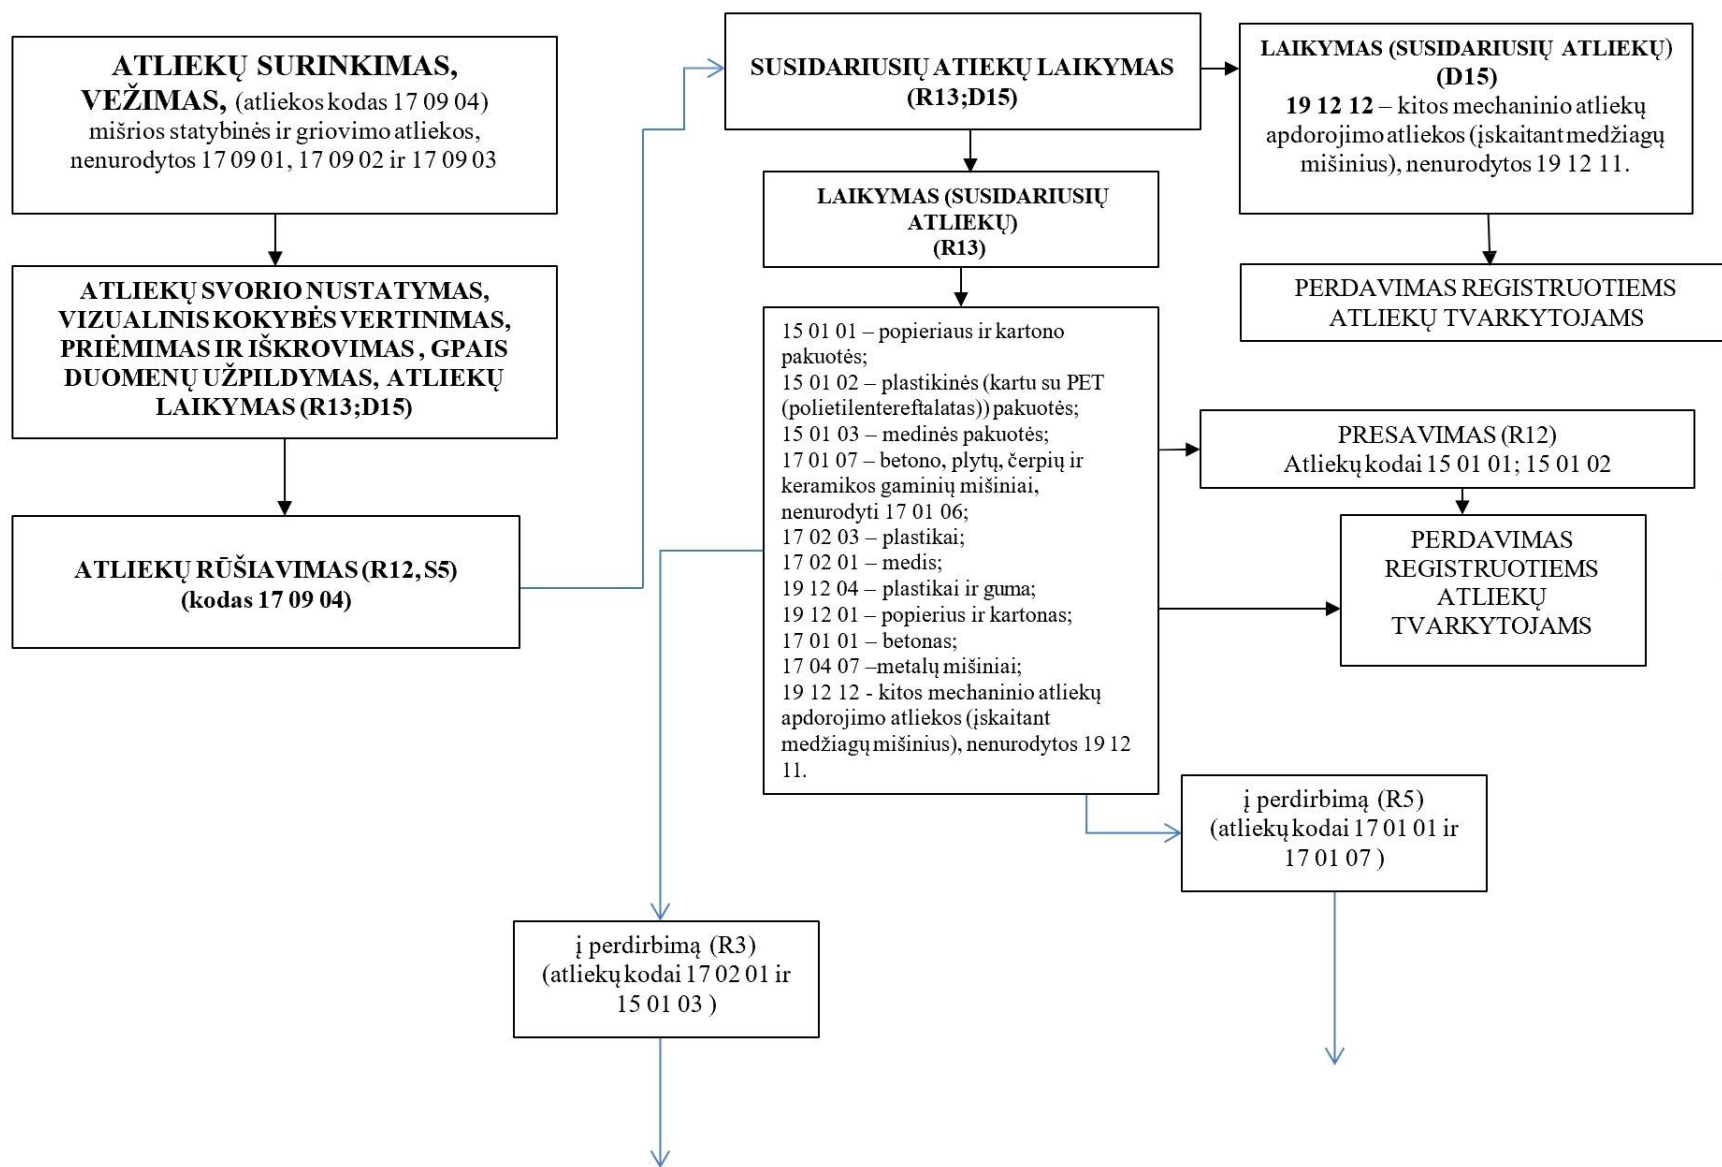 ATLIEKŲ SURINKIMAS,
VEŽIMAS, (atliekos kodas 17 09 04)
mišrios statybinės ir griovimo atliekos,
nenurodytos 17 09 01, 17 09 02 ir 17 09 03
ATLIEKŲ SVORIO NUSTATYMAS,
VIZUALINIS KOKYBĖS VERTINIMAS,
PRIĖMIMAS IR IŠKROVIMAS , GPAIS
DUOMENŲ UŽPILDYMAS, ATLIEKŲ
LAIKYMAS (R13;D15)
ATLIEKŲ RŪŠIAVIMAS (R12, S5)
(kodas 17 09 04)
SUSIDARIUSIŲ ATIEKŲ LAIKYMAS
(R13;D15)
LAIKYMAS (SUSIDARIUSIŲ ATLIEKŲ)
(D15)
19 12 12 – kitos mechaninio atliekų
apdorojimo atliekos (įskaitant medžiagų
mišinius), nenurodytos 19 12 11.
PERDAVIMAS REGISTRUOTIEMS
ATLIEKŲ TVARKYTOJAMS
LAIKYMAS (SUSIDARIUSIŲ
ATLIEKŲ)
(R13)
15 01 01 – popieriaus ir kartono
pakuotės;
15 01 02 – plastikinės (kartu su PET
(polietilentereftalatas)) pakuotės;
15 01 03 – medinės pakuotės;
17 01 07 – betono, plytų, čerpių ir
keramikos gaminių mišiniai,
nenurodyti 17 01 06;
17 02 03 – plastikai;
17 02 01 – medis;
19 12 04 – plastikai ir guma;
19 12 01 – popierius ir kartonas;
17 01 01 – betonas;
17 04 07 –metalų mišiniai;
19 12 12 - kitos mechaninio atliekų
apdorojimo atliekos (įskaitant
medžiagų mišinius), nenurodytos 19 12
11.
PRESAVIMAS (R12)
Atliekų kodai 15 01 01; 15 01 02
PERDAVIMAS
REGISTRUOTIEMS
ATLIEKŲ
TVARKYTOJAMS
į perdirbimą (R5)
(atliekų kodai 17 01 01 ir
17 01 07 )
į perdirbimą (R3)
(atliekų kodai 17 02 01 ir
15 01 03 )